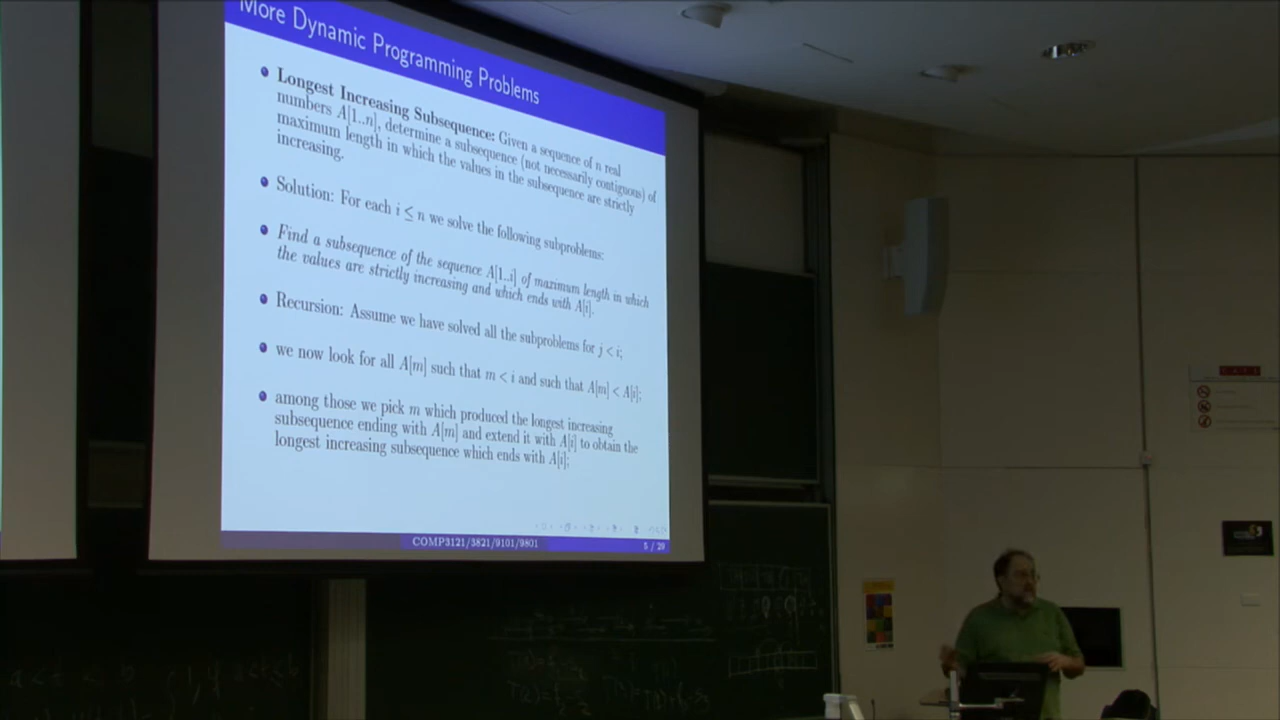 More Dynamic Programming Problems
Longest Increasing Subsequence: Given a sequence of n real
numbers A[1..n], determine a subsequence (not necessarily contiguous) of
maximum length in which the values in the subsequence are strictly
increasing.
Solution: For each i ≤ n we solve the following subproblems:
Find a subsequence of the sequence A[1..i] of maximum length in which
the values are strictly increasing and which ends with A[i].
Recursion: Assume we have solved all the subproblems for j < i;
we now look for all A[m] such that m < i and such that A[m] < A[i];
among those we pick m which produced the longest increasing
subsequence ending with A[m] and extend it with A[i] to obtain the
longest increasing subsequence which ends with A[i];
COMP3121/3821/9101/9801
5 / 29